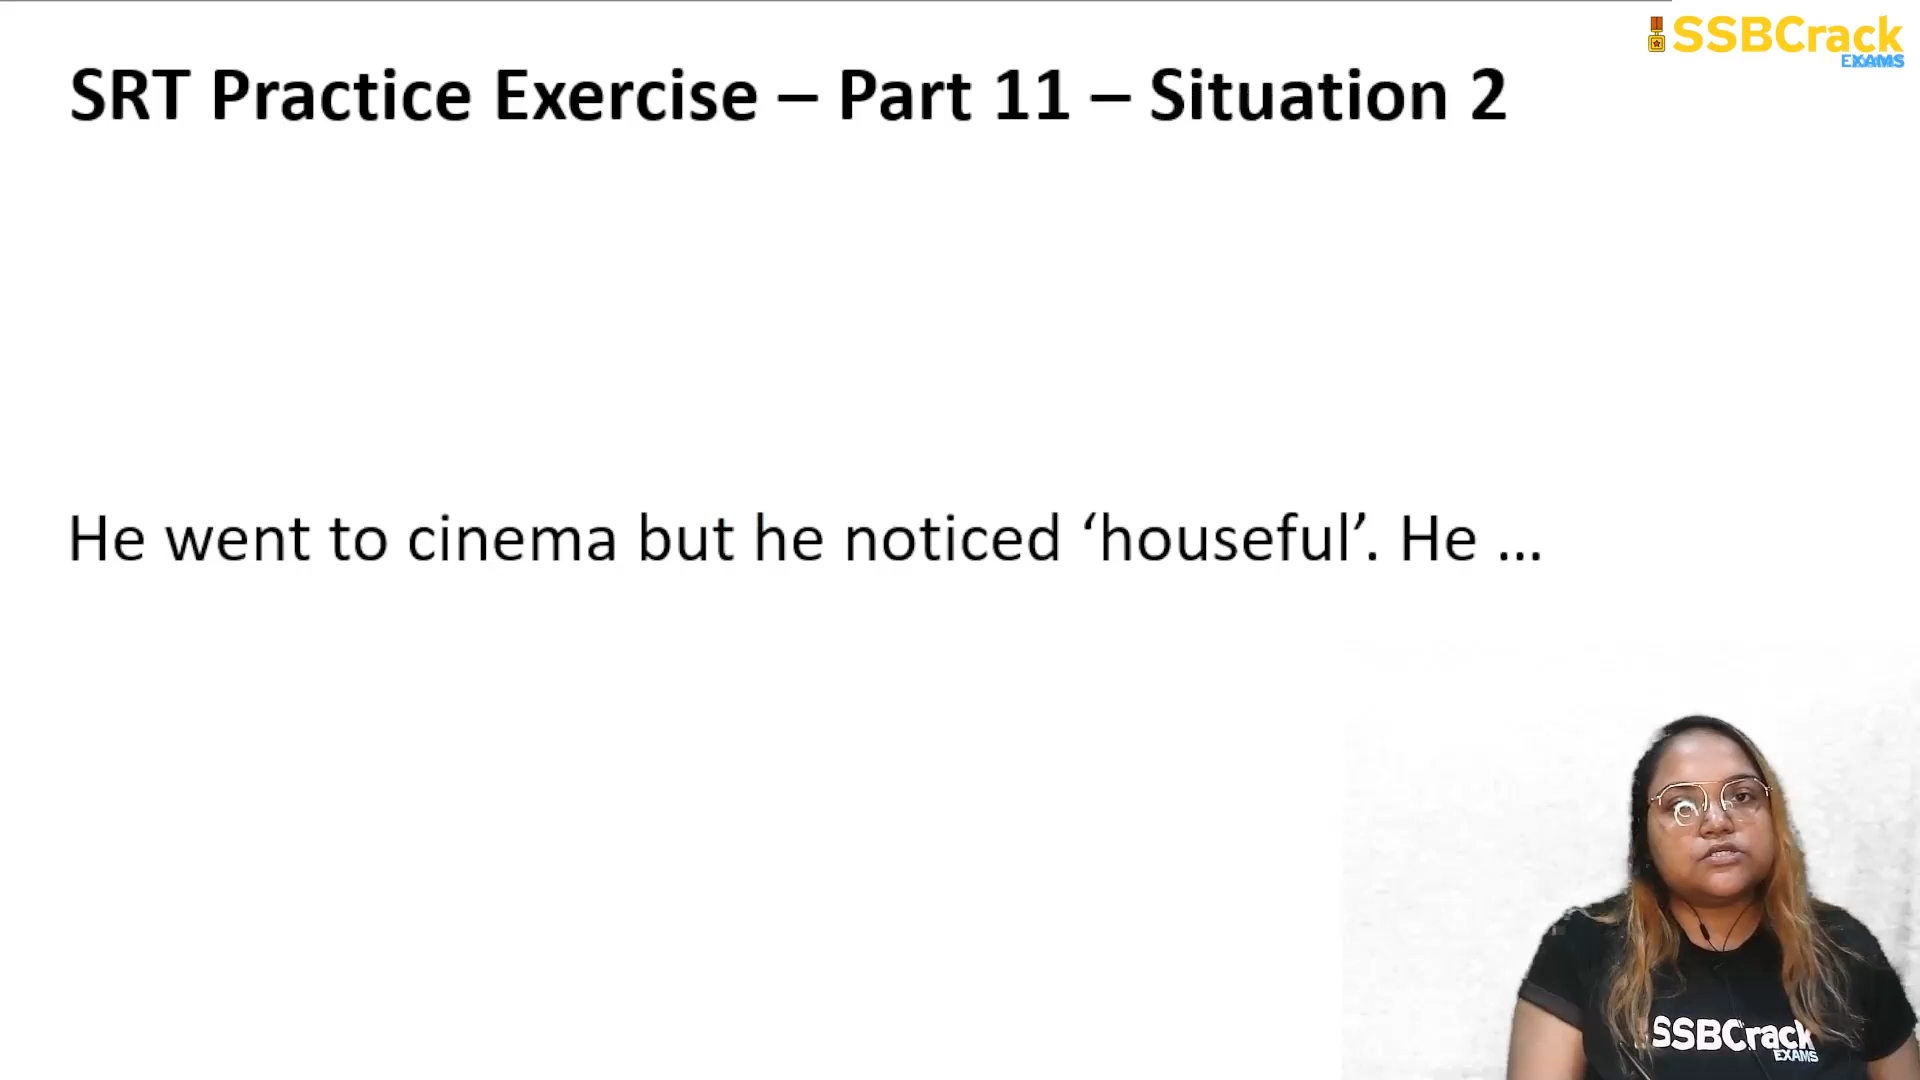 SSBCrack
EXAMS
SRT Practice Exercise – Part 11 – Situation 2
He went to cinema but he noticed ‘houseful’. He ...
SSBCrack
EXAMS